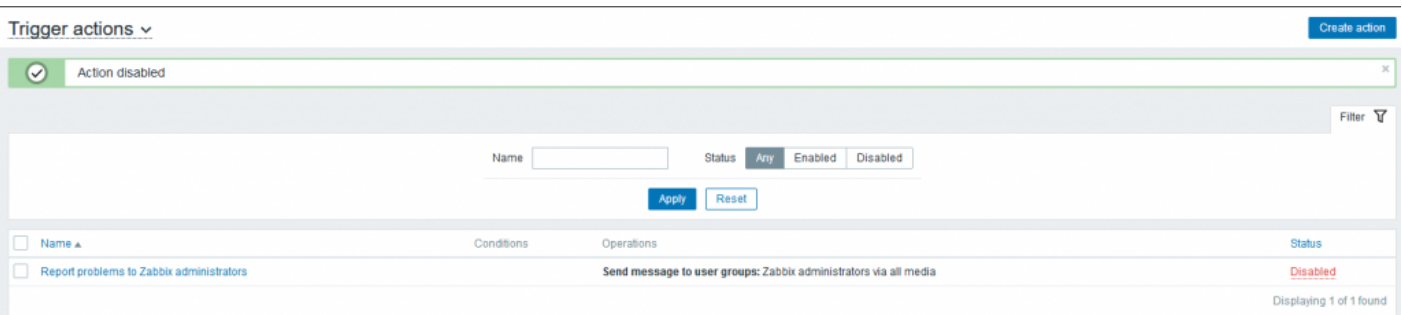 Trigger actions
Create action
Action disabled
Filter
Name Status Any Enabled Disabled
Apply Reset
Name Conditions Operations Status
Report problems to Zabbix administrators Send message to user groups: Zabbix administrators via all media Disabled
Displaying 1 of 1 found